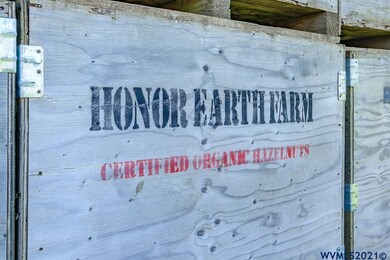 HONOR EARTH FARM
CERTIFIED ORGANIC HAZELNUTS
WVMLS2021©